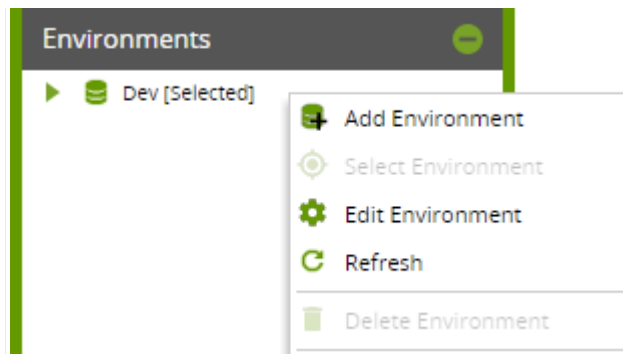 Environments
Dev [Selected]
Add Environment
Select Environment
Edit Environment
Refresh
Delete Environment